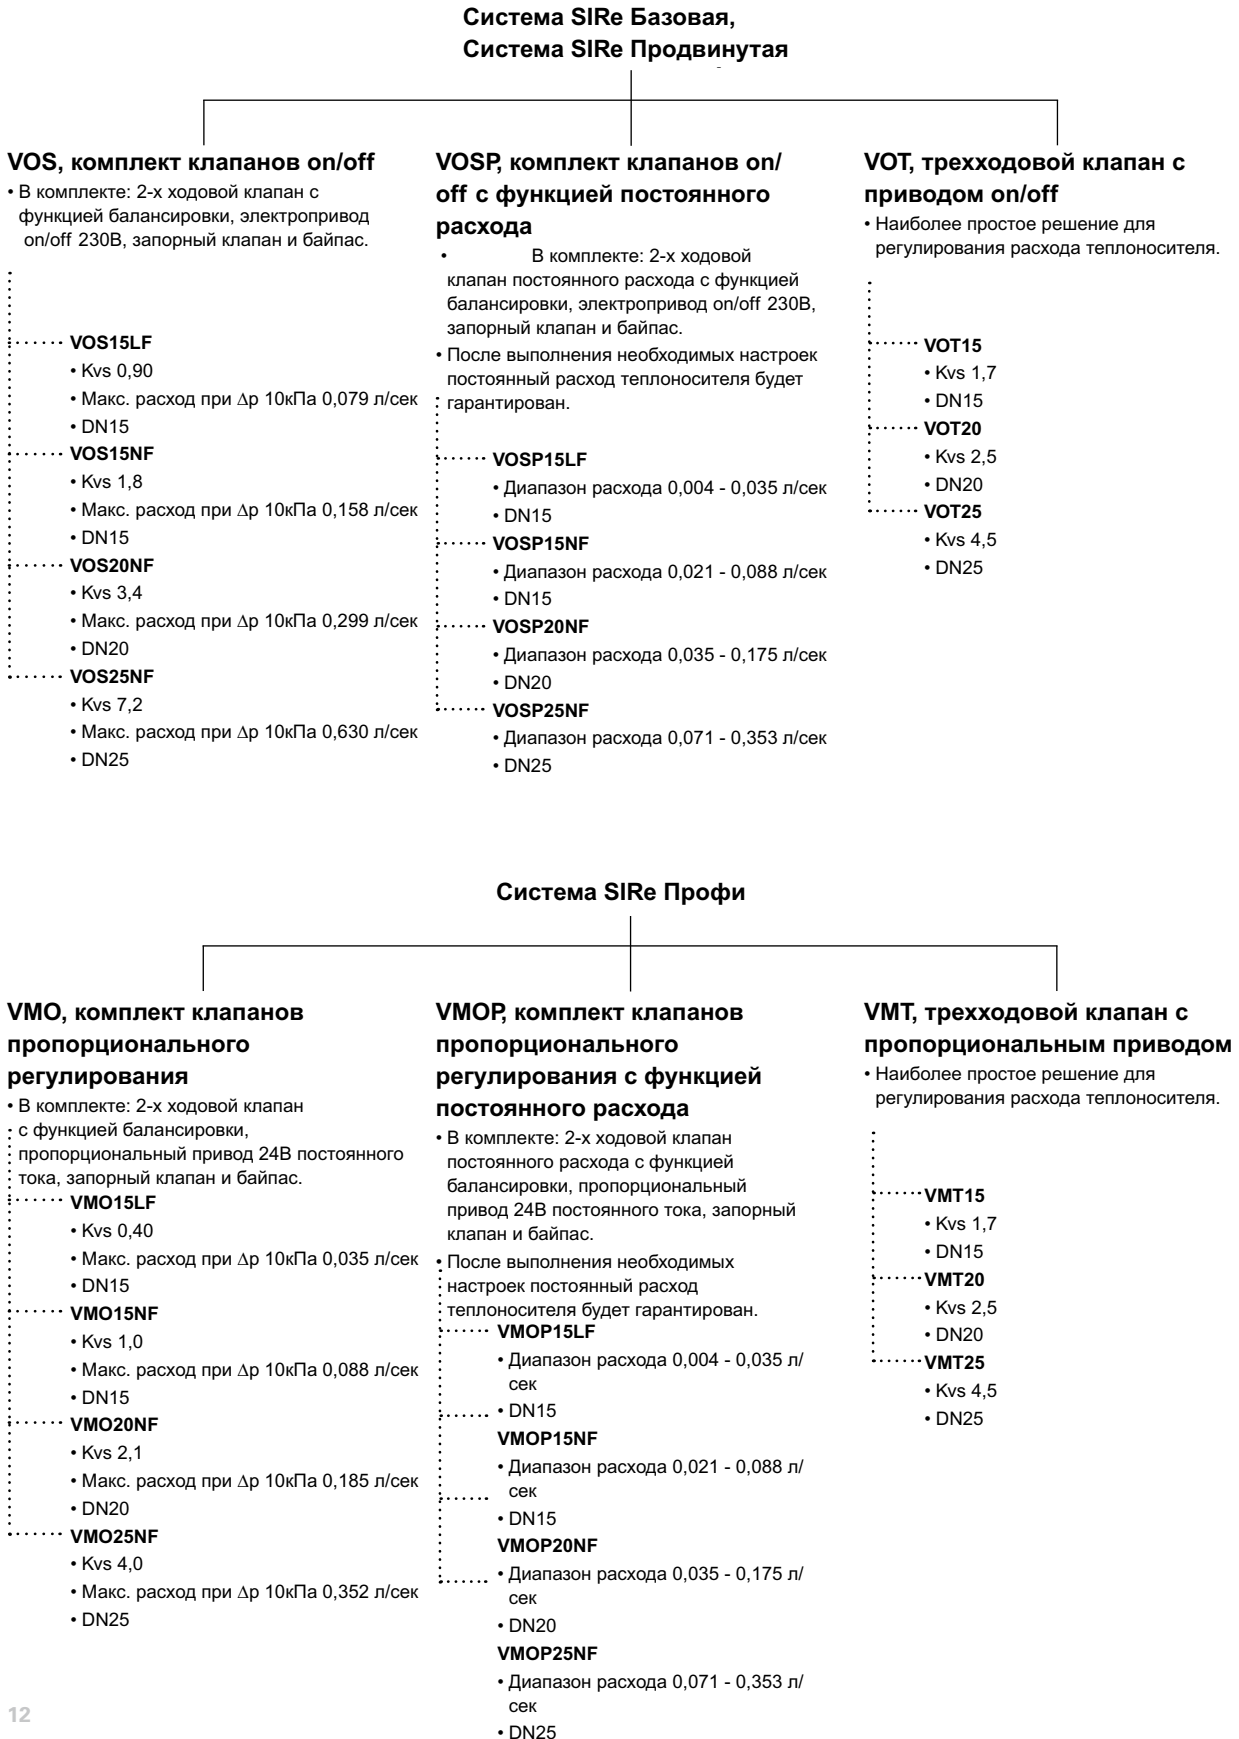 Система SIRe Базовая,
Система SIRe Продвинутая
VOS, комплект клапанов on/off
• В комплекте: 2-х ходовой клапан с
функцией балансировки, электропривод
on/off 230В, запорный клапан и байпас.
VOS15LF
• Kvs 0,90
• Макс. расход при ∆p 10кПа 0,079 л/сек
• DN15
VOS15NF
• Kvs 1,8
• Макс. расход при ∆p 10кПа 0,158 л/сек
• DN15
VOS20NF
• Kvs 3,4
• Макс. расход при ∆p 10кПа 0,299 л/сек
• DN20
VOS25NF
• Kvs 7,2
• Макс. расход при ∆p 10кПа 0,630 л/сек
• DN25
VOSP, комплект клапанов on/
off с функцией постоянного
расхода
• В комплекте: 2-х ходовой
клапан постоянного расхода с функцией
балансировки, электропривод on/off 230В,
запорный клапан и байпас.
• После выполнения необходимых настроек
постоянный расход теплоносителя будет
гарантирован.
VOSP15LF
• Диапазон расхода 0,004 - 0,035 л/сек
• DN15
VOSP15NF
• Диапазон расхода 0,021 - 0,088 л/сек
• DN15
VOSP20NF
• Диапазон расхода 0,035 - 0,175 л/сек
• DN20
VOSP25NF
• Диапазон расхода 0,071 - 0,353 л/сек
• DN25
VOT, трехходовой клапан с
приводом on/off
• Наиболее простое решение для
регулирования расхода теплоносителя.
VOT15
• Kvs 1,7
• DN15
VOT20
• Kvs 2,5
• DN20
VOT25
• Kvs 4,5
• DN25
Система SIRe Профи
VMO, комплект клапанов
пропорционального
регулирования
• В комплекте: 2-х ходовой клапан
с функцией балансировки,
пропорциональный привод 24В постоянного
тока, запорный клапан и байпас.
VMO15LF
• Kvs 0,40
• Макс. расход при ∆p 10кПа 0,035 л/сек
• DN15
VMO15NF
• Kvs 1,0
• Макс. расход при ∆p 10кПа 0,088 л/сек
• DN15
VMO20NF
• Kvs 2,1
• Макс. расход при ∆p 10кПа 0,185 л/сек
• DN20
VMO25NF
• Kvs 4,0
• Макс. расход при ∆p 10кПа 0,352 л/сек
• DN25
VMOP, комплект клапанов
пропорционального
регулирования с функцией
постоянного расхода
• В комплекте: 2-х ходовой клапан
постоянного расхода с функцией
балансировки, пропорциональный
привод 24В постоянного тока, запорный
клапан и байпас.
• После выполнения необходимых
настроек постоянный расход
теплоносителя будет гарантирован.
VMOP15LF
• Диапазон расхода 0,004 - 0,035 л/
сек
• DN15
VMOP15NF
• Диапазон расхода 0,021 - 0,088 л/
сек
• DN15
VMOP20NF
• Диапазон расхода 0,035 - 0,175 л/
сек
• DN20
VMOP25NF
• Диапазон расхода 0,071 - 0,353 л/
сек
• DN25
VMT, трехходовой клапан с
пропорциональным приводом
• Наиболее простое решение для
регулирования расхода теплоносителя.
VMT15
• Kvs 1,7
• DN15
VMT20
• Kvs 2,5
• DN20
VMT25
• Kvs 4,5
• DN25
12